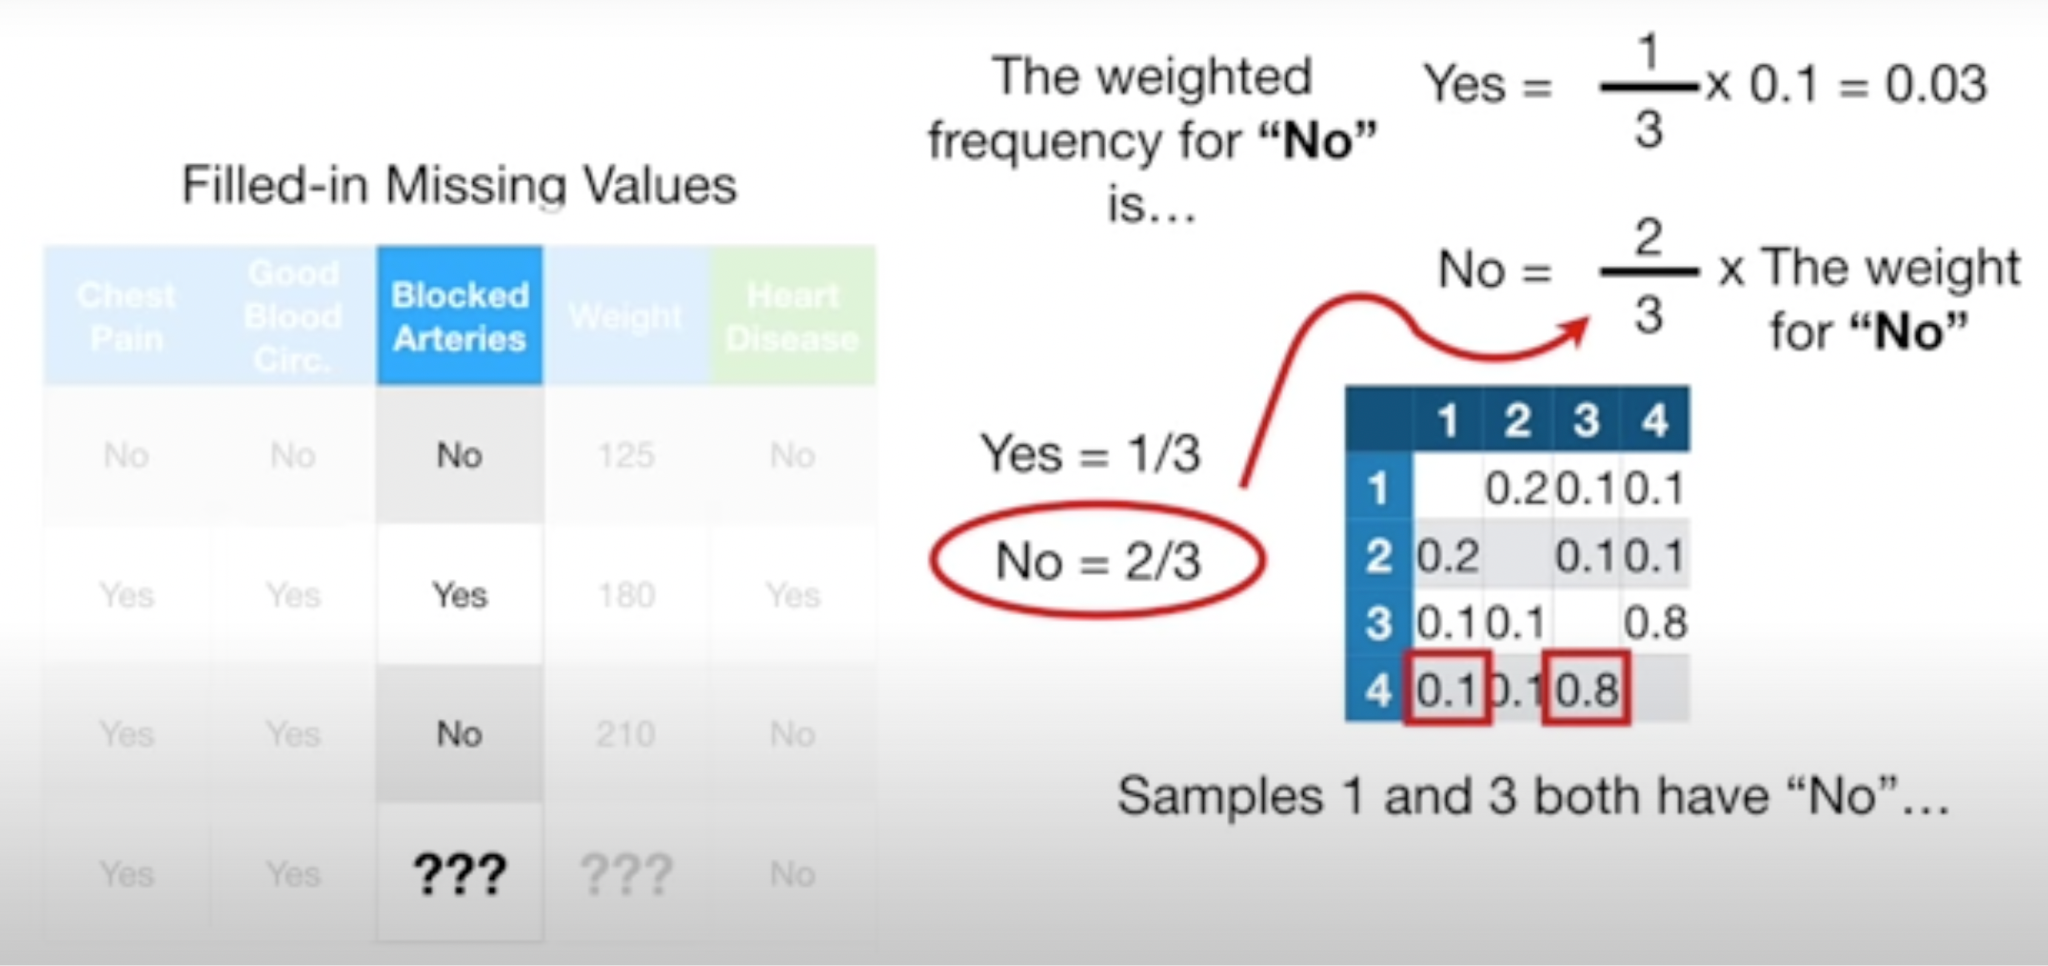 Filled-in Missing Values
Chest Pain
Good Blood Circ.
Blocked Arteries
Weight
Heart Disease
No No No 125 No
Yes Yes Yes 180 Yes
Yes Yes No 210 No
Yes Yes ??? ??? No
The weighted
frequency for “No”
is...
Yes = 1/3 x 0.1 = 0.03
No = 2/3 x The weight
for “No”
Yes = 1/3
No = 2/3
1 2 3 4
1 0.2 0.1 0.1
2 0.2 0.1 0.1
3 0.1 0.1 0.8
4 0.1 0.1 0.8
Samples 1 and 3 both have “No”...